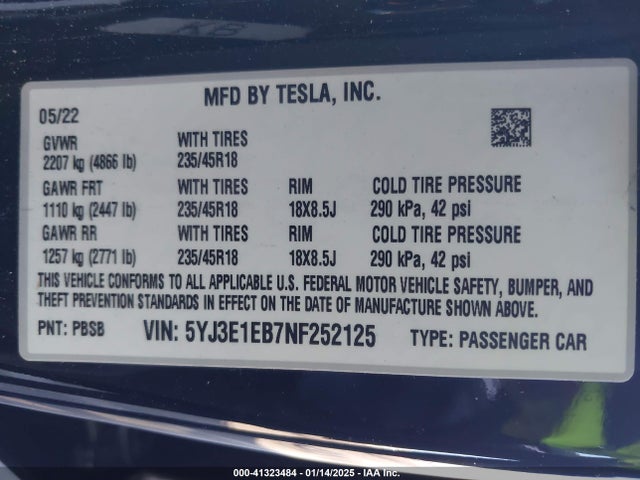 K8
MFD BY TESLA, INC.
05/22
GVWR WITH TIRES
2207 kg (4866 lb) 235/45R18
GAWR FRT WITH TIRES RIM COLD TIRE PRESSURE
1110 kg (2447 lb) 235/45R18 18X8.5J 290 kPa, 42 psi
GAWR RR WITH TIRES RIM COLD TIRE PRESSURE
1257 kg (2771 lb) 235/45R18 18X8.5J 290 kPa, 42 psi
THIS VEHICLE CONFORMS TO ALL APPLICABLE U.S. FEDERAL MOTOR VEHICLE SAFETY, BUMPER, AND
THEFT PREVENTION STANDARDS IN EFFECT ON THE DATE OF MANUFACTURE SHOWN ABOVE.
PNT: PBSB VIN: 5YJ3E1EB7NF252125 TYPE: PASSENGER CAR
000-41323484 - 01/14/2025 - IAA Inc.